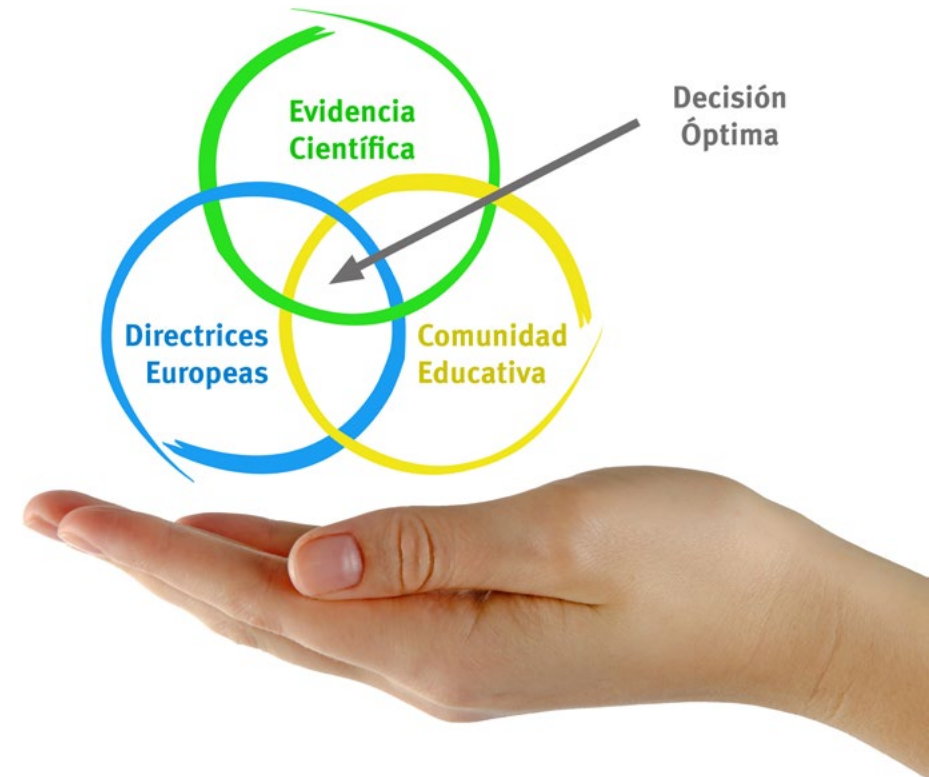 Evidencia
Científica
Decisión
Óptima
Directrices
Europeas
Comunidad
Educativa